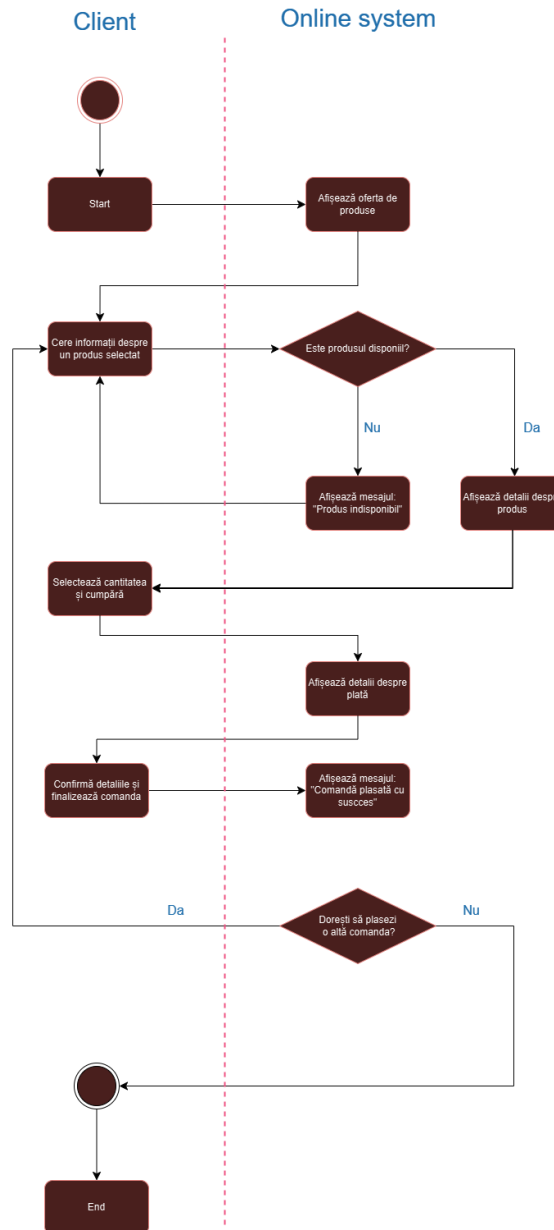 Client
Online system
Start
Afișează oferta de
produse
Cere informații despre
un produs selectat
Este produsul disponiil?
Nu
Da
Afișează mesajul:
"Produs indisponibil"
Afișează detalii despre
produs
Selectează cantitatea
și cumpără
Afișează detalii despre
plată
Confirmă detaliile și
finalizează comanda
Afișează mesajul:
"Comandă plasată cu
suscces"
Da
Dorești să plasezi
o altă comanda?
Nu
End